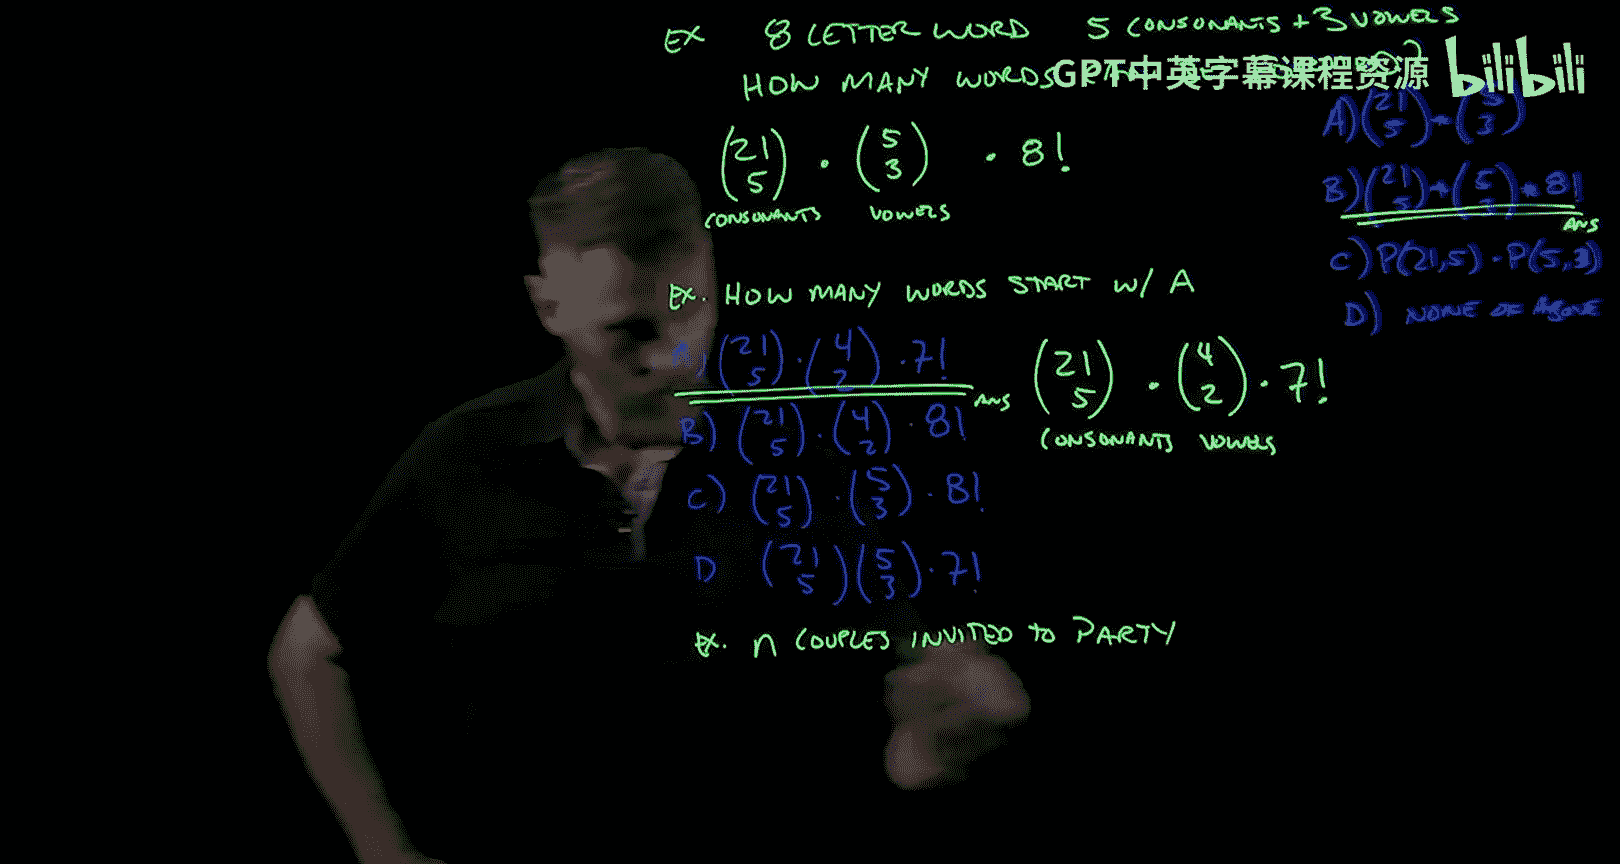 EX 8 LETTER WORD 5 CONSONANTS + 3 VOWELS
HOW MANY WORDS
GPT中英字幕课程资源 bilibili
(21 5) · (5 3) · 8!
CONSONANTS VOWELS
A) (21 5) * (5 3)
B) (21 5) * (5 3) * 8!
ANS
C) P(21,5) · P(5,3)
D) NONE OF ABOVE
EX. HOW MANY WORDS START W/ A
A) (21 5) · (4 2) · 7!
ANS
B) (21 5) · (4 2) · 8!
C) (21 5) · (5 3) · 8!
D (21 5)(5 3) · 7!
(21 5) · (4 2) · 7!
CONSONANTS VOWELS
EX. n COUPLES INVITED TO PARTY